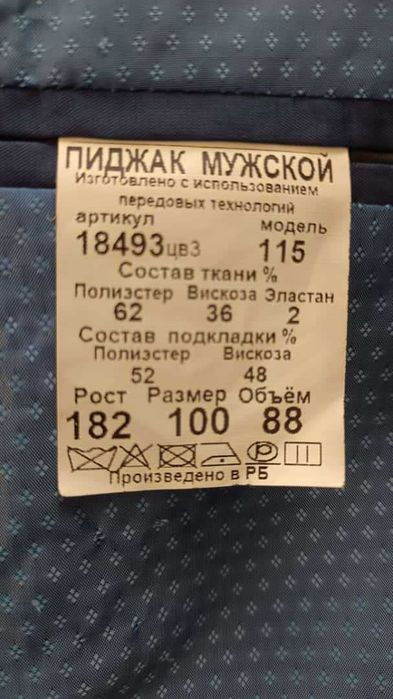 ПИДЖАК МУЖСКОЙ
Изготовлено с использованием
передовых технологий
артикул модель
18493цв3 115
Состав ткани %
Полиэстер Вискоза Эластан
62 36 2
Состав подкладки %
Полиэстер Вискоза
52 48
Рост Размер Объём
182 100 88
P
Произведено в РБ